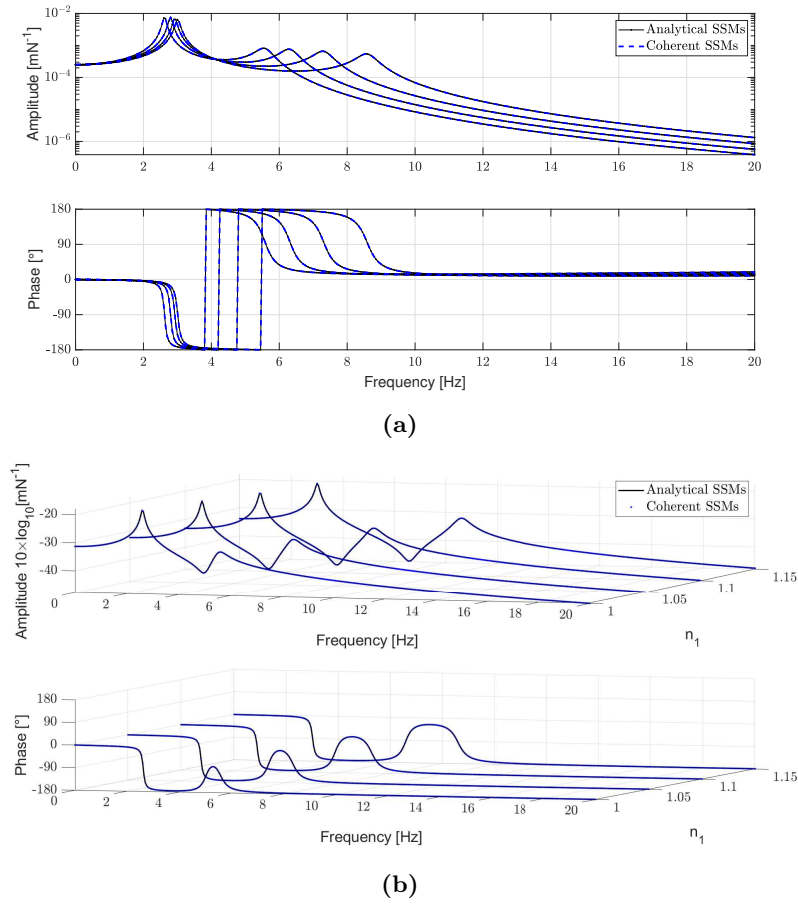 10⁻²
10⁻⁴
10⁻⁶
Amplitude [mN⁻¹]
Analytical SSMs
Coherent SSMs
0 2 4 6 8 10 12 14 16 18 20
180
90
0
-90
-180
Phase [°]
0 2 4 6 8 10 12 14 16 18 20
Frequency [Hz]
(a)
Amplitude 10×log₁₀[mN⁻¹]
-20
-30
-40
Analytical SSMs
Coherent SSMs
0 2 4 6 8 10 12 14 16 18 20
1 1.05 1.1 1.15
Frequency [Hz]
n₁
Phase [°]
180
90
0
-90
-180
0 2 4 6 8 10 12 14 16 18 20
1 1.05 1.1 1.15
Frequency [Hz]
n₁
(b)